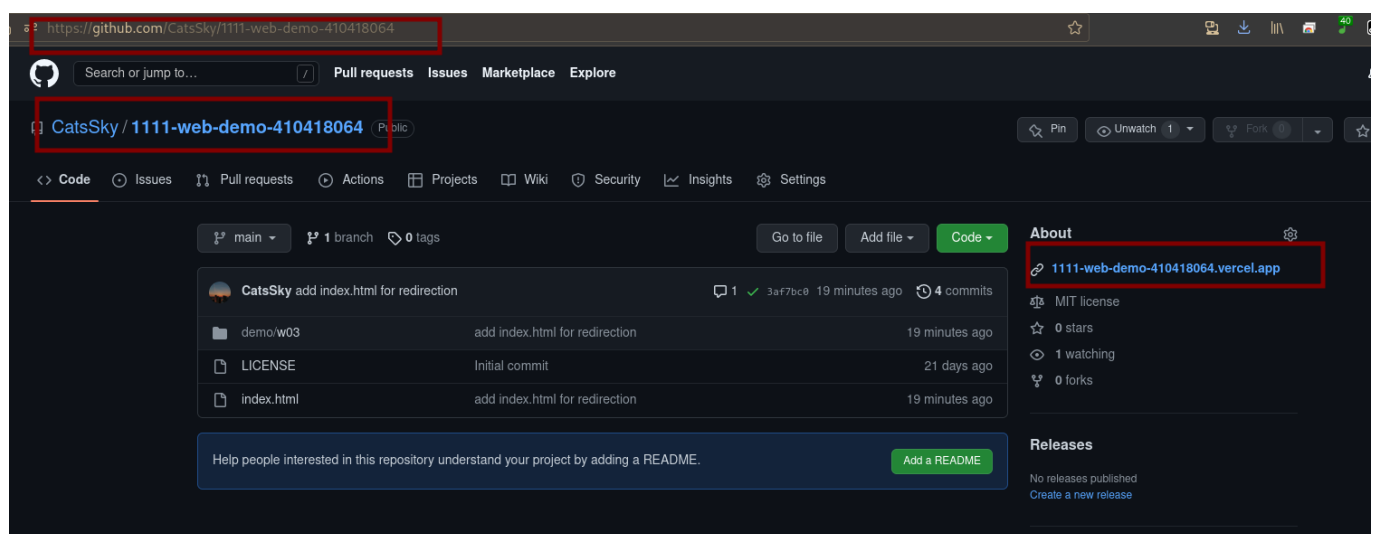 https://github.com/CatsSky/1111-web-demo-410418064
40
Search or jump to... / Pull requests Issues Marketplace Explore
CatsSky / 1111-web-demo-410418064 Public
Pin Unwatch 1 Fork 0
<> Code Issues Pull requests Actions Projects Wiki Security Insights Settings
main 1 branch 0 tags Go to file Add file Code
About
CatsSky add index.html for redirection 1 3af7bc0 19 minutes ago 4 commits
1111-web-demo-410418064.vercel.app
demo/w03 add index.html for redirection 19 minutes ago
MIT license
LICENSE Initial commit 21 days ago
0 stars
index.html add index.html for redirection 19 minutes ago
1 watching
0 forks
Help people interested in this repository understand your project by adding a README. Add a README
Releases
No releases published
Create a new release